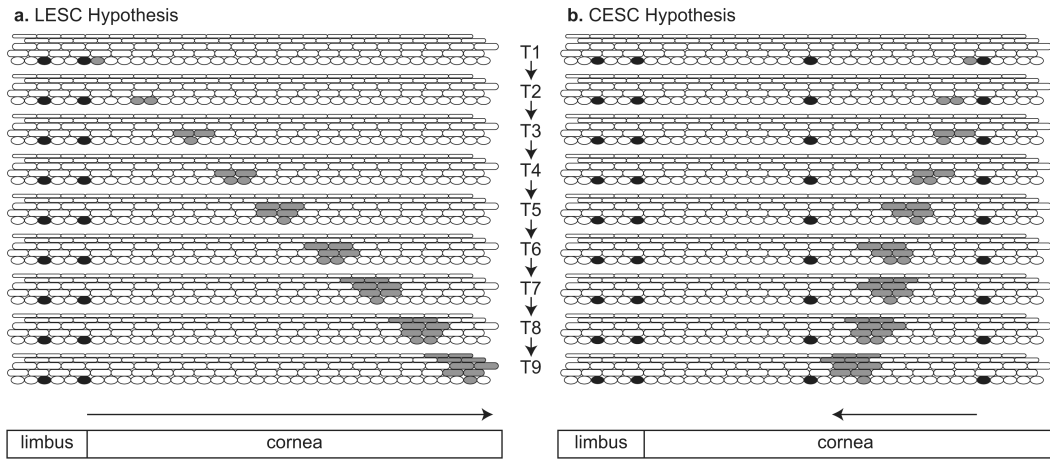 a. LESC Hypothesis
b. CESC Hypothesis
T1
T2
T3
T4
T5
T6
T7
T8
T9
limbus
cornea
limbus
cornea